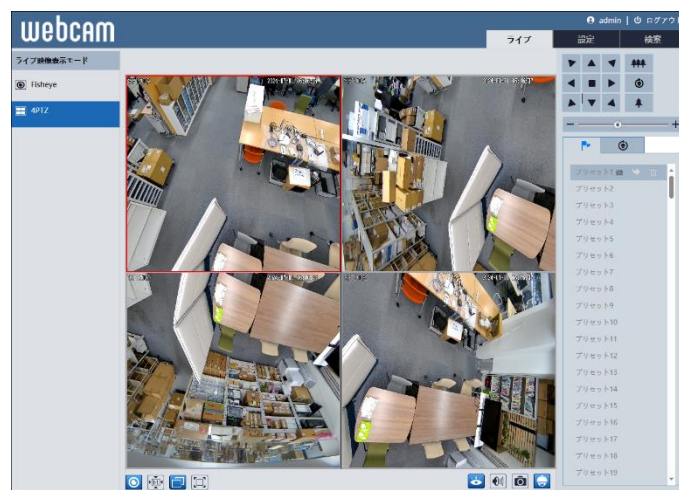 webcam
admin | ログアウト
ライブ 設定 検索
ライブ映像表示モード
Fisheye
4PTZ
プリセット1
プリセット2
プリセット3
プリセット4
プリセット5
プリセット6
プリセット7
プリセット8
プリセット9
プリセット10
プリセット11
プリセット12
プリセット13
プリセット14
プリセット15
プリセット16
プリセット17
プリセット18
プリセット19